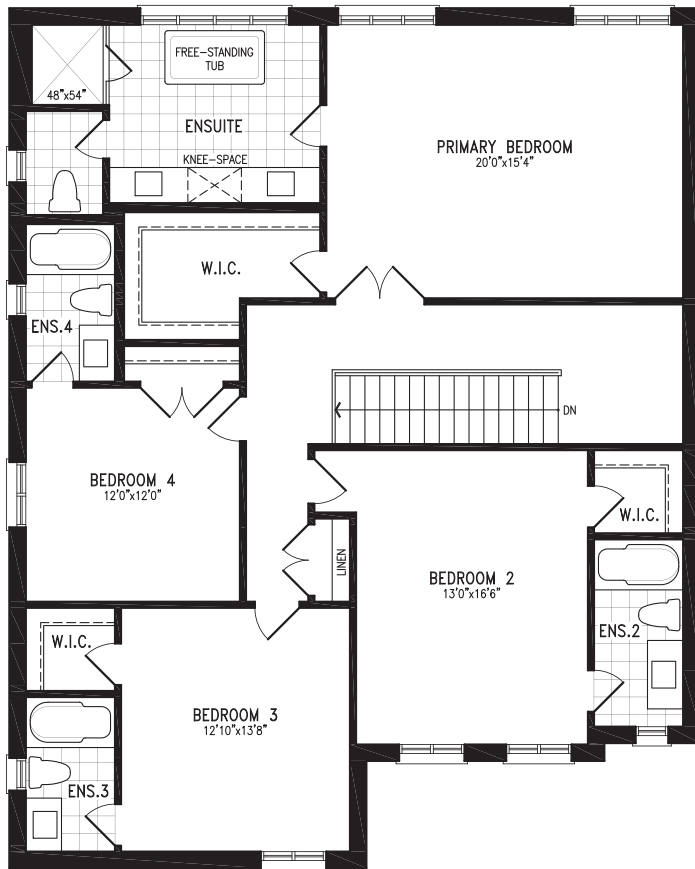 FREE-STANDING
TUB
48"x54"
ENSUITE
KNEE-SPACE
PRIMARY BEDROOM
20'0"x15'4"
W.I.C.
ENS.4
DN
BEDROOM 4
12'0"x12'0"
W.I.C.
LINEN
BEDROOM 2
13'0"x16'6"
ENS.2
W.I.C.
BEDROOM 3
12'10"x13'8"
ENS.3